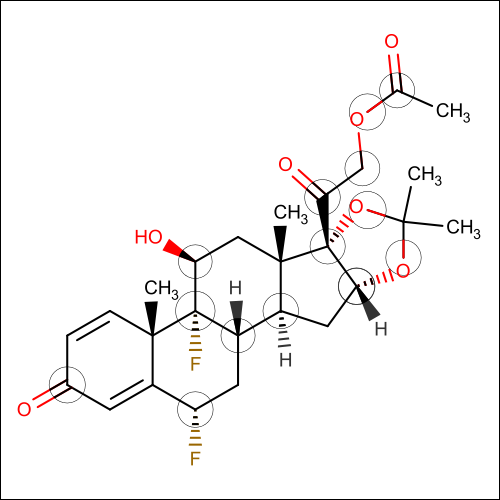 O
O CH₃
O CH₃
CH₃ O CH₃
HO
H O
CH₃ H
F H
O
F